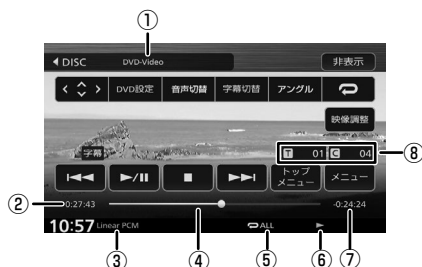 ①
◀ DISC DVD-Video 非表示
DVD設定 音声切替 字幕切替 アングル
映像調整
字幕 T 01 C 04 ⑧
トップメニュー メニュー
② 0:27:43 -0:24:24
10:57 Linear PCM ALL
③ ④ ⑤ ⑥ ⑦